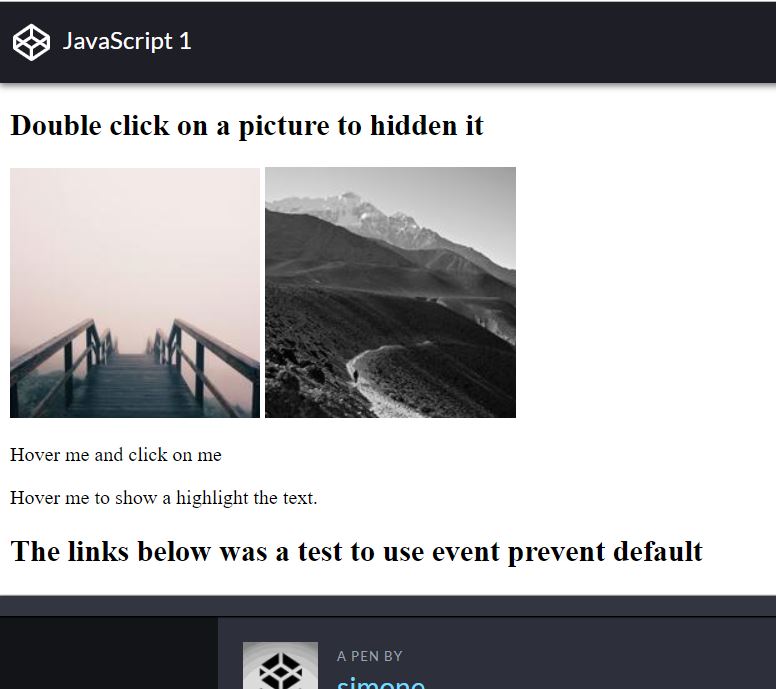 JavaScript 1
Double click on a picture to hidden it
Hover me and click on me
Hover me to show a highlight the text.
The links below was a test to use event prevent default
A PEN BY
simone